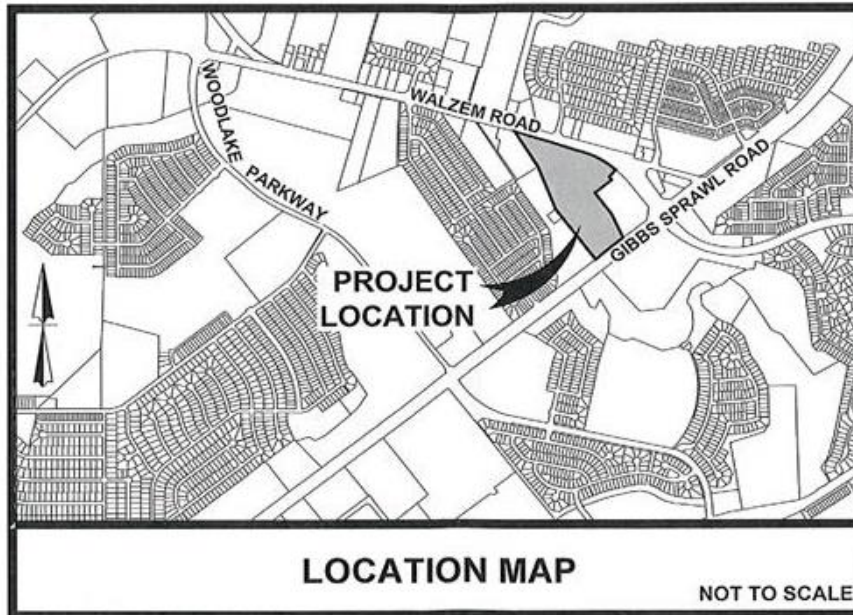 WALZEM ROAD
WOODLAKE PARKWAY
GIBBS SPRAWL ROAD
PROJECT
LOCATION
LOCATION MAP
NOT TO SCALE